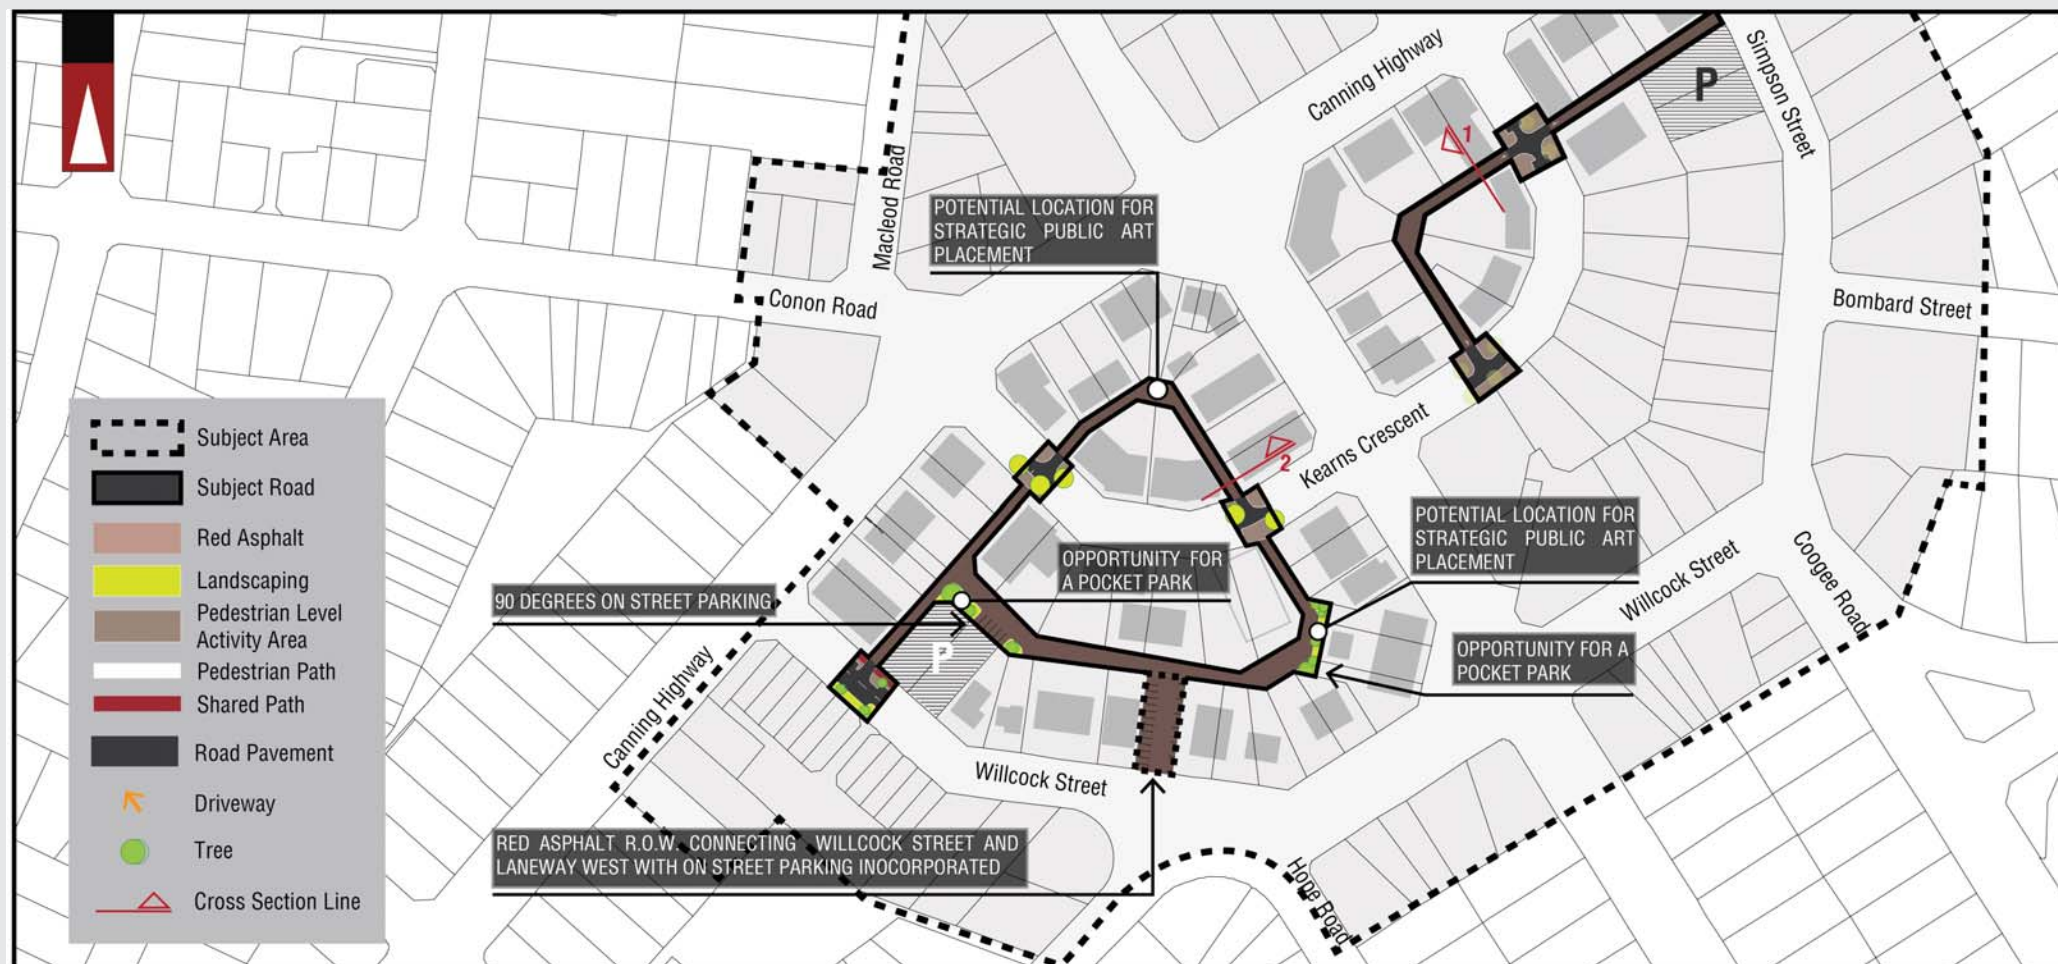 Canning Highway
Simpson Street
P
1
Macleod Road
POTENTIAL LOCATION FOR
STRATEGIC PUBLIC ART
PLACEMENT
Conon Road
Bombard Street
Kearns Crescent
2
Subject Area
Subject Road
Red Asphalt
Landscaping
Pedestrian Level
Activity Area
Pedestrian Path
Shared Path
Road Pavement
Driveway
Tree
Cross Section Line
90 DEGREES ON STREET PARKING
OPPORTUNITY FOR
A POCKET PARK
POTENTIAL LOCATION FOR
STRATEGIC PUBLIC ART
PLACEMENT
Willcock Street
Coogee Road
OPPORTUNITY FOR A
POCKET PARK
P
Canning Highway
Willcock Street
RED ASPHALT R.O.W. CONNECTING WILLCOCK STREET AND
LANEWAY WEST WITH ON STREET PARKING INOCORPORATED
Hope Road